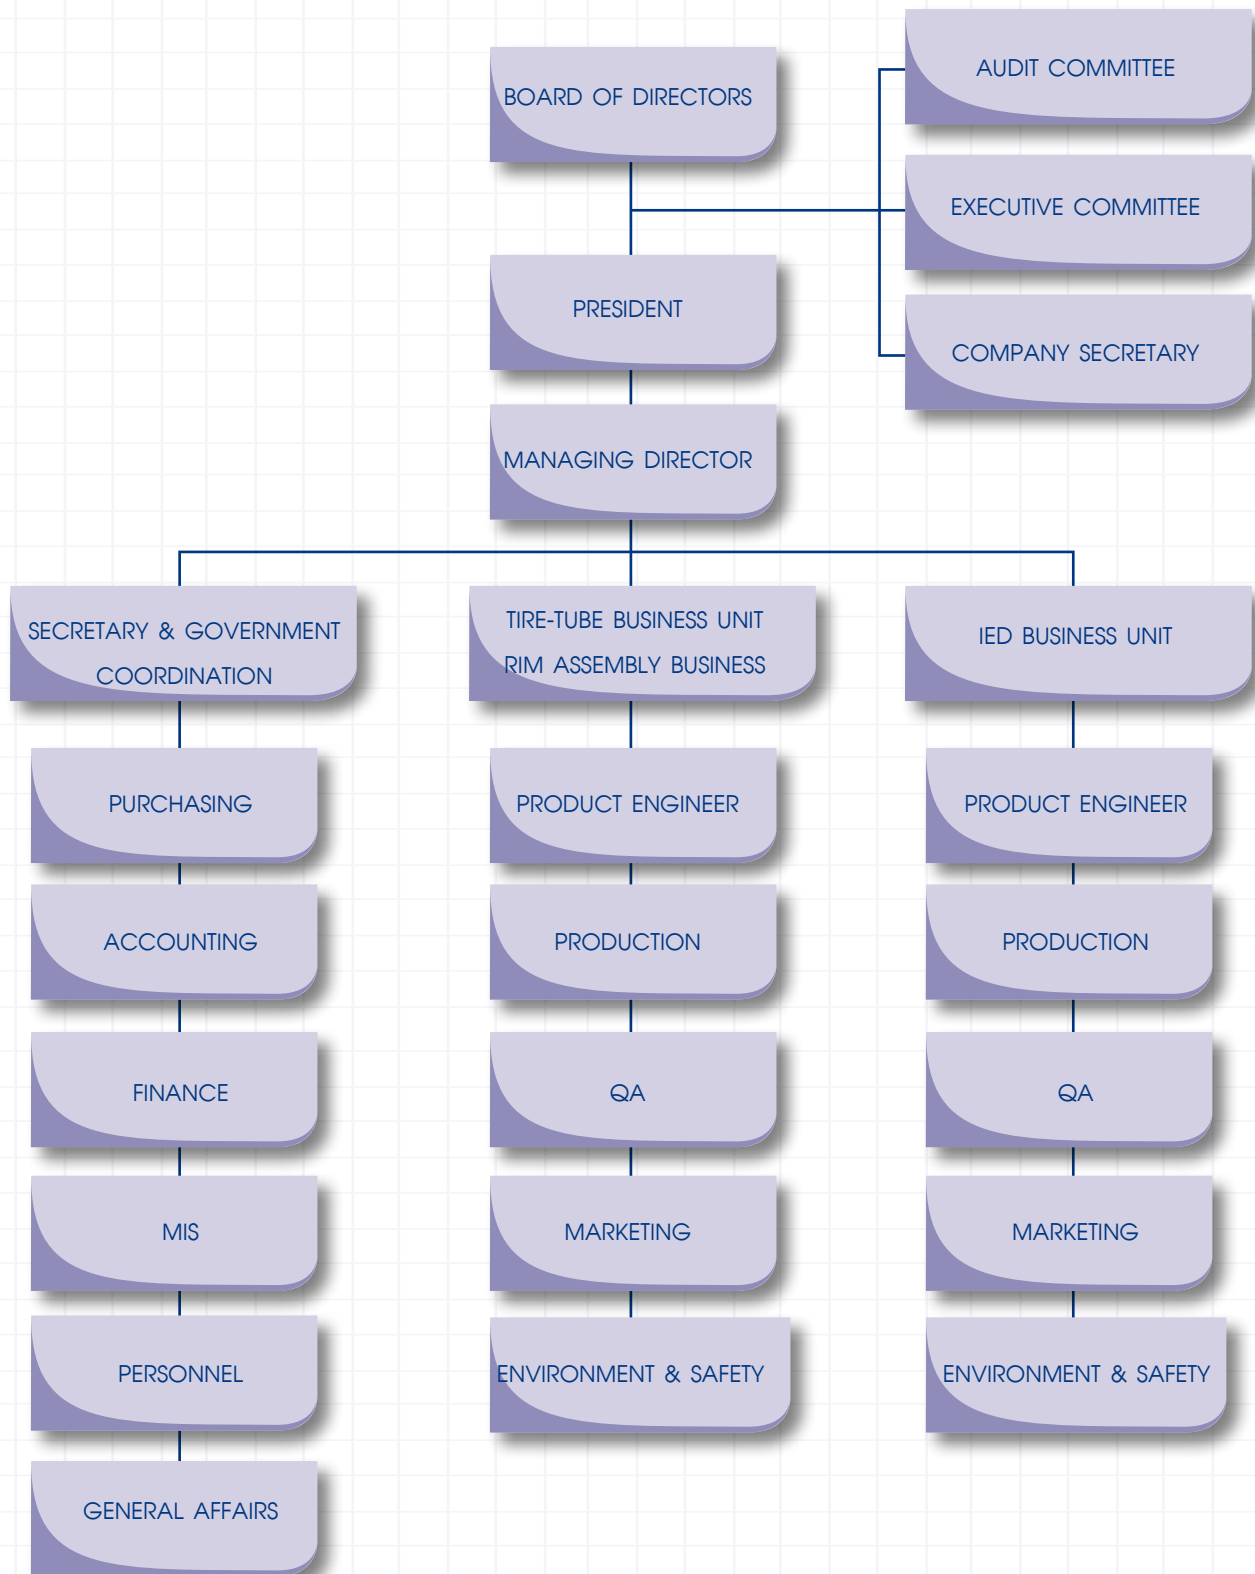 BOARD OF DIRECTORS
AUDIT COMMITTEE
EXECUTIVE COMMITTEE
COMPANY SECRETARY
PRESIDENT
MANAGING DIRECTOR
SECRETARY & GOVERNMENT
COORDINATION
PURCHASING
ACCOUNTING
FINANCE
MIS
PERSONNEL
GENERAL AFFAIRS
TIRE-TUBE BUSINESS UNIT
RIM ASSEMBLY BUSINESS
PRODUCT ENGINEER
PRODUCTION
QA
MARKETING
ENVIRONMENT & SAFETY
IED BUSINESS UNIT
PRODUCT ENGINEER
PRODUCTION
QA
MARKETING
ENVIRONMENT & SAFETY